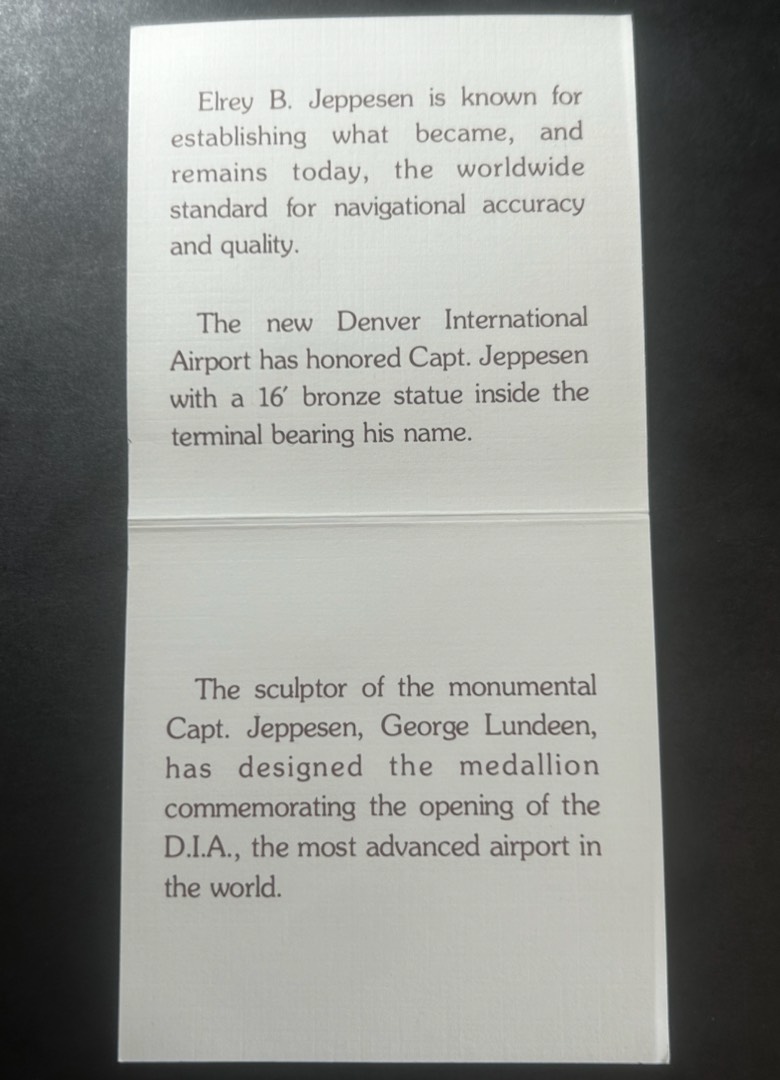 Elrey B. Jeppesen is known for
establishing what became, and
remains today, the worldwide
standard for navigational accuracy
and quality.
The new Denver International
Airport has honored Capt. Jeppesen
with a 16′ bronze statue inside the
terminal bearing his name.
The sculptor of the monumental
Capt. Jeppesen, George Lundeen,
has designed the medallion
commemorating the opening of the
D.I.A., the most advanced airport in
the world.